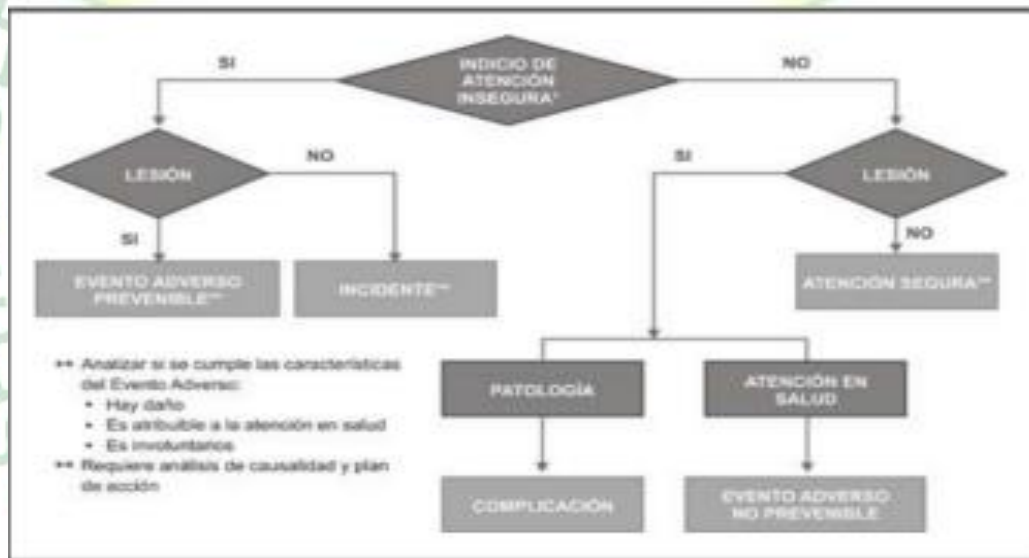 INDICIO DE
ATENCIÓN
INSEGURA*
SI
NO
LESIÓN
NO
SI
EVENTO ADVERSO
PREVENIBLE**
INCIDENTE**
SI
LESIÓN
NO
ATENCIÓN SEGURA**
PATOLOGÍA
ATENCIÓN EN
SALUD
COMPLICACIÓN
EVENTO ADVERSO
NO PREVENIBLE
** Analizar si se cumple las características
del Evento Adverso:
• Hay daño
• Es atribuible a la atención en salud
• Es involuntarios
** Requiere análisis de causalidad y plan
de acción